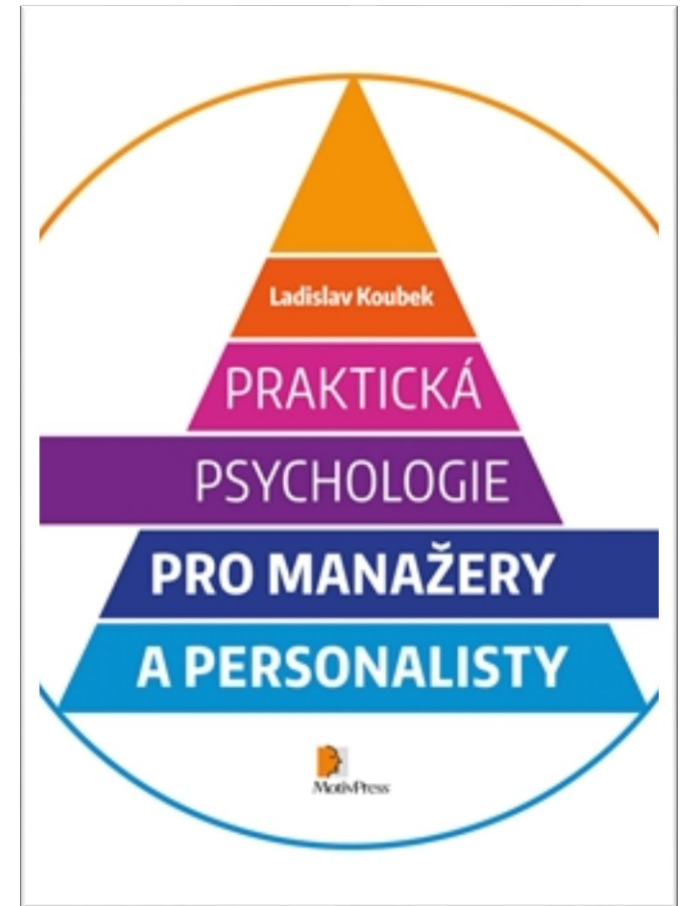 Ladislav Koubek
PRAKTICKÁ
PSYCHOLOGIE
PRO MANAŽERY
A PERSONALISTY
MotivPress